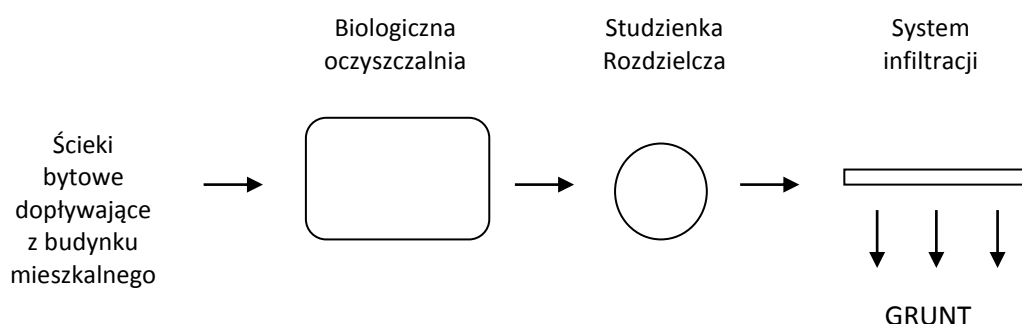 Biologiczna
oczyszczalnia
Studzienka
Rozdzielcza
System
infiltracji
Ścieki
bytowe
dopływające
z budynku
mieszkalnego
GRUNT